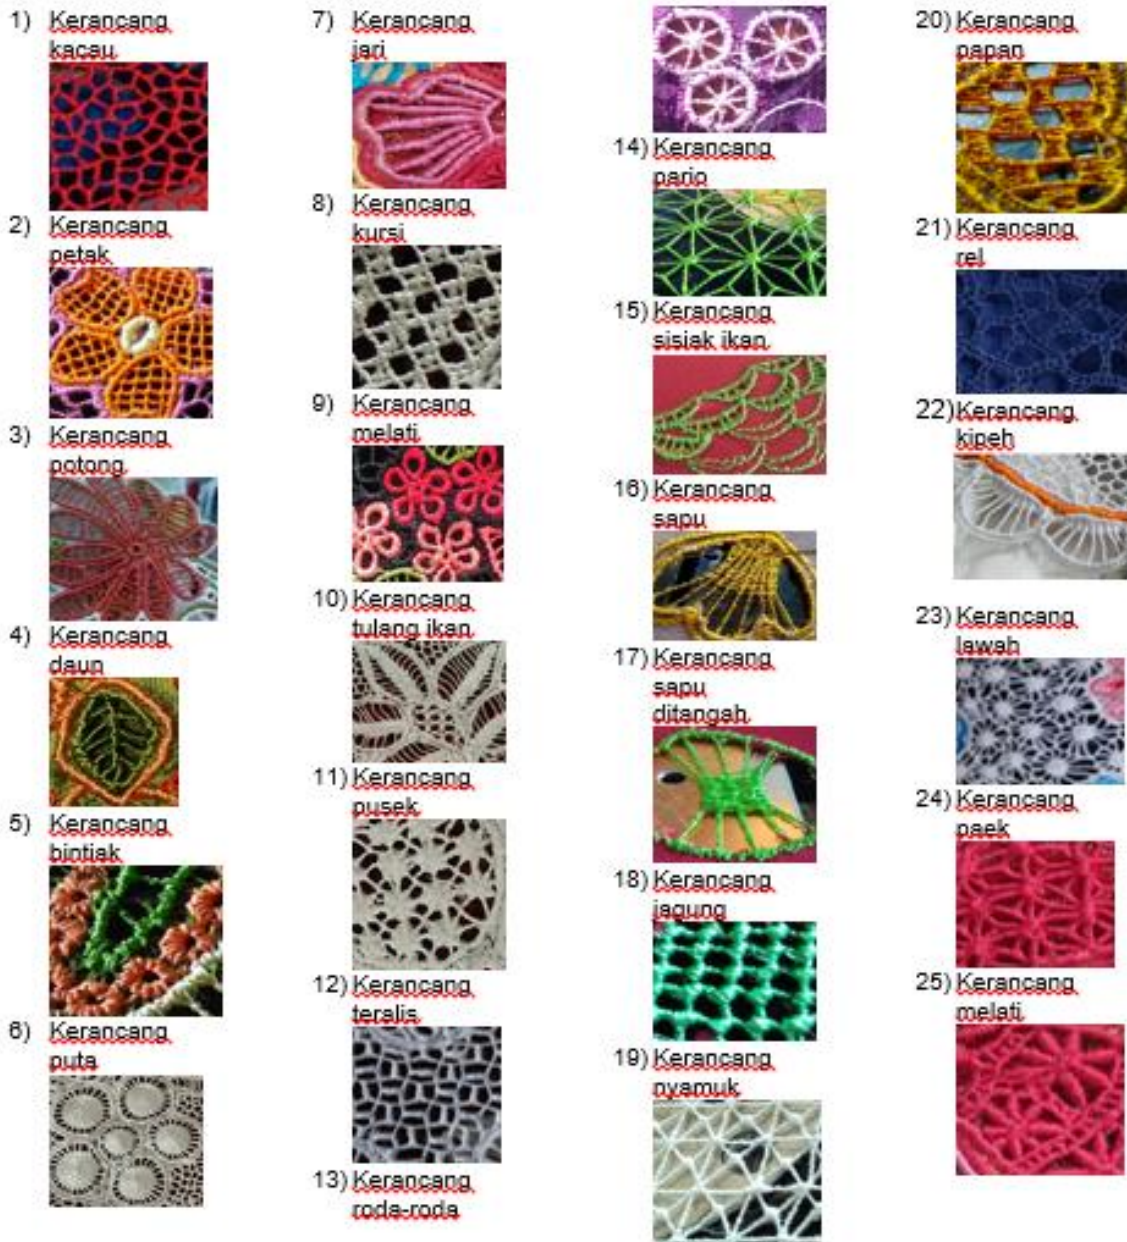 1) Kerancang
kacau
2) Kerancang
petak
3) Kerancang
potong
4) Kerancang
daun
5) Kerancang
bintiak
6) Kerancang
puta
7) Kerancang
jari
8) Kerancang
kursi
9) Kerancang
melati
10) Kerancang
tulang ikan
11) Kerancang
pusek
12) Kerancang
teralis
13) Kerancang
roda-roda
14) Kerancang
pario
15) Kerancang
sisiak ikan
16) Kerancang
sapu
17) Kerancang
sapu
ditangah
18) Kerancang
jagung
19) Kerancang
nyamuk
20) Kerancang
papan
21) Kerancang
rel
22) Kerancang
kipeh
23) Kerancang
lawah
24) Kerancang
paek
25) Kerancang
melati